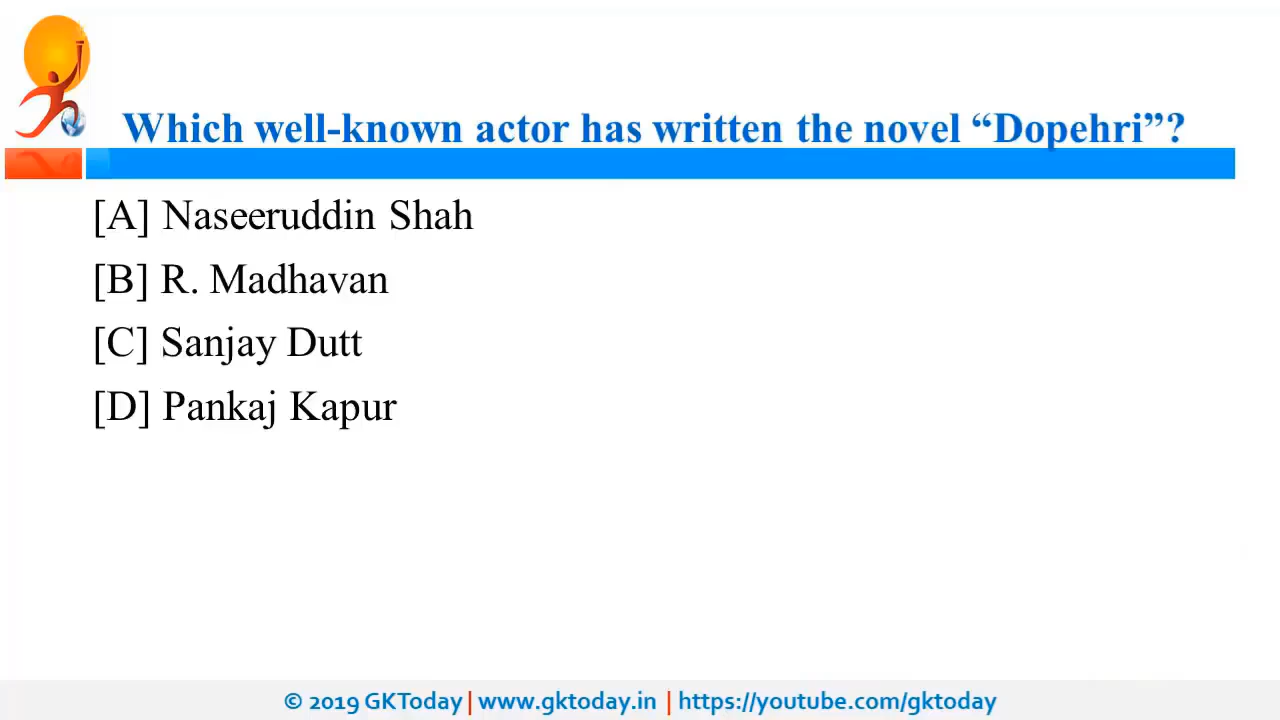 Which well-known actor has written the novel “Dopehri”?
[A] Naseeruddin Shah
[B] R. Madhavan
[C] Sanjay Dutt
[D] Pankaj Kapur
© 2019 GKToday | www.gktoday.in | https://youtube.com/gktoday